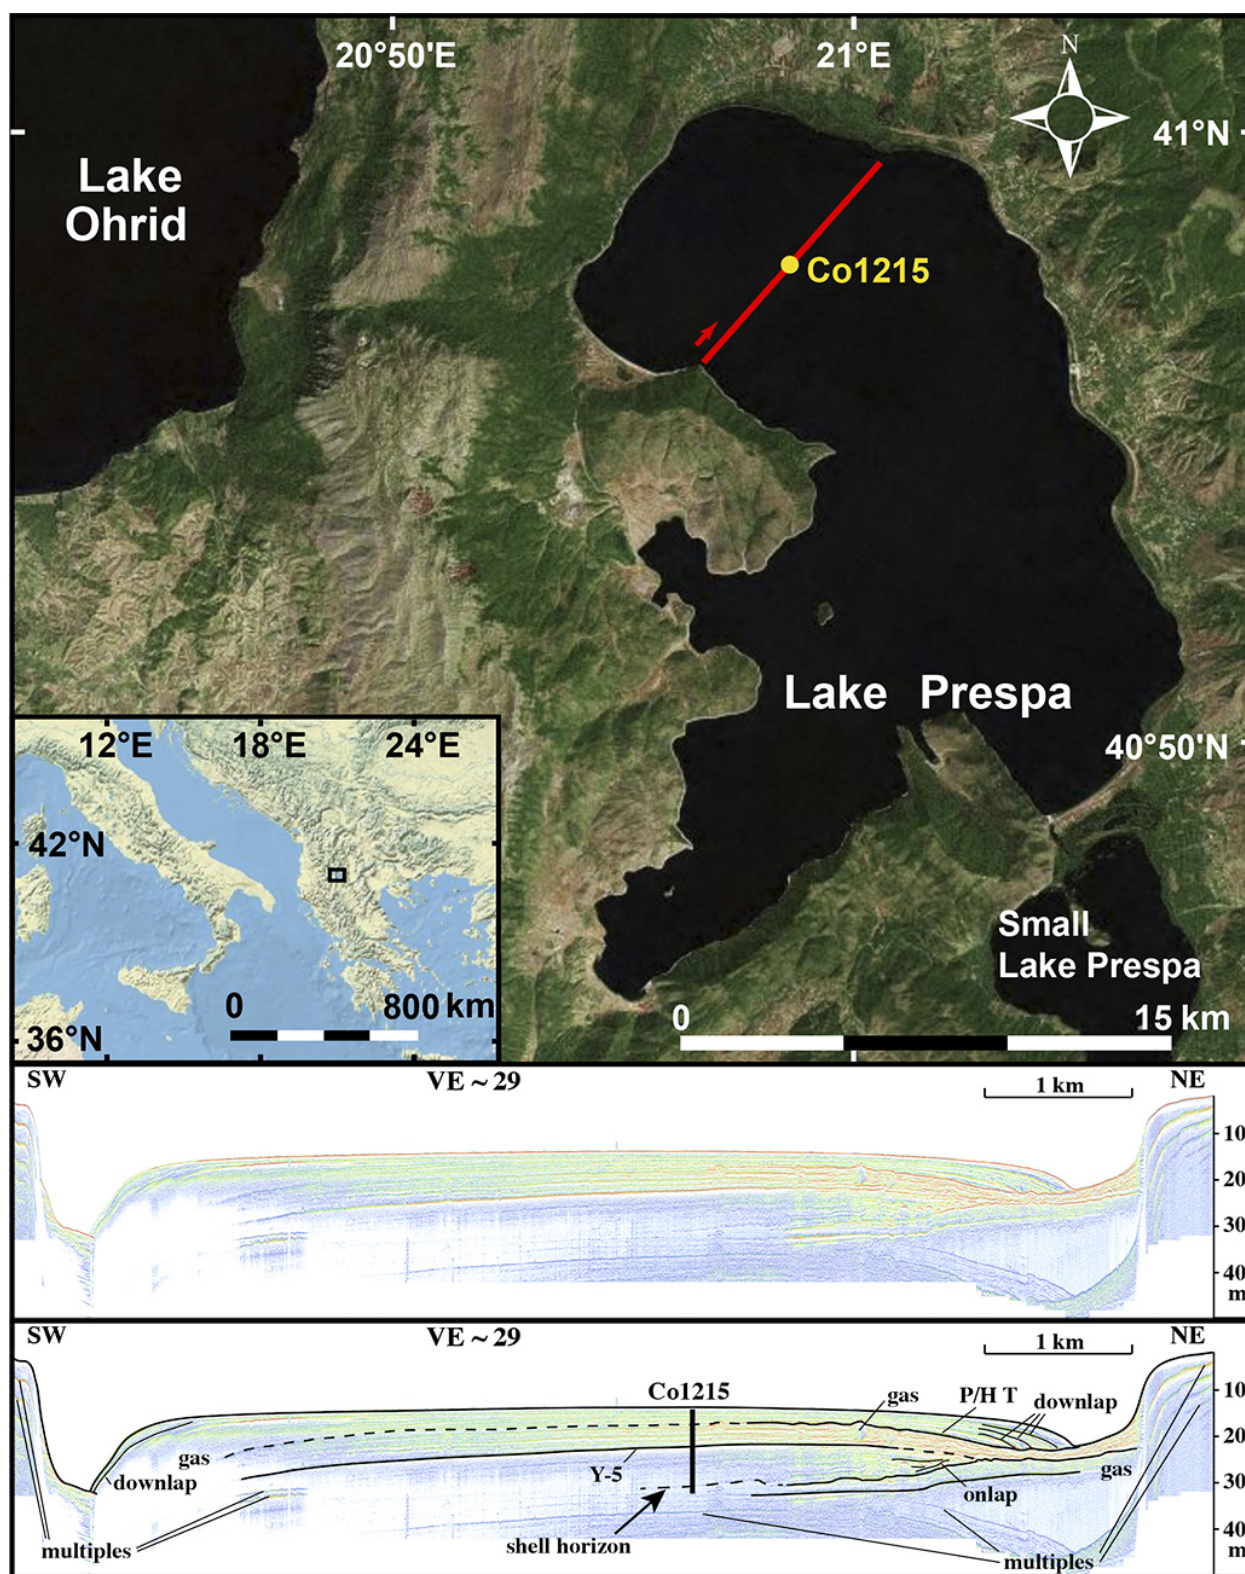 20°50'E
21°E
N
41°N
Lake
Ohrid
Co1215
Lake Prespa
40°50'N
12°E
18°E
24°E
42°N
Small
Lake Prespa
0
800 km
36°N
0
15 km
SW
VE ~ 29
1 km
NE
10
20
30
40
m
SW
VE ~ 29
1 km
NE
Co1215
gas
P/H T
downlap
10
20
gas
Y-5
gas
downlap
onlap
30
shell horizon
multiples
multiples
40
m